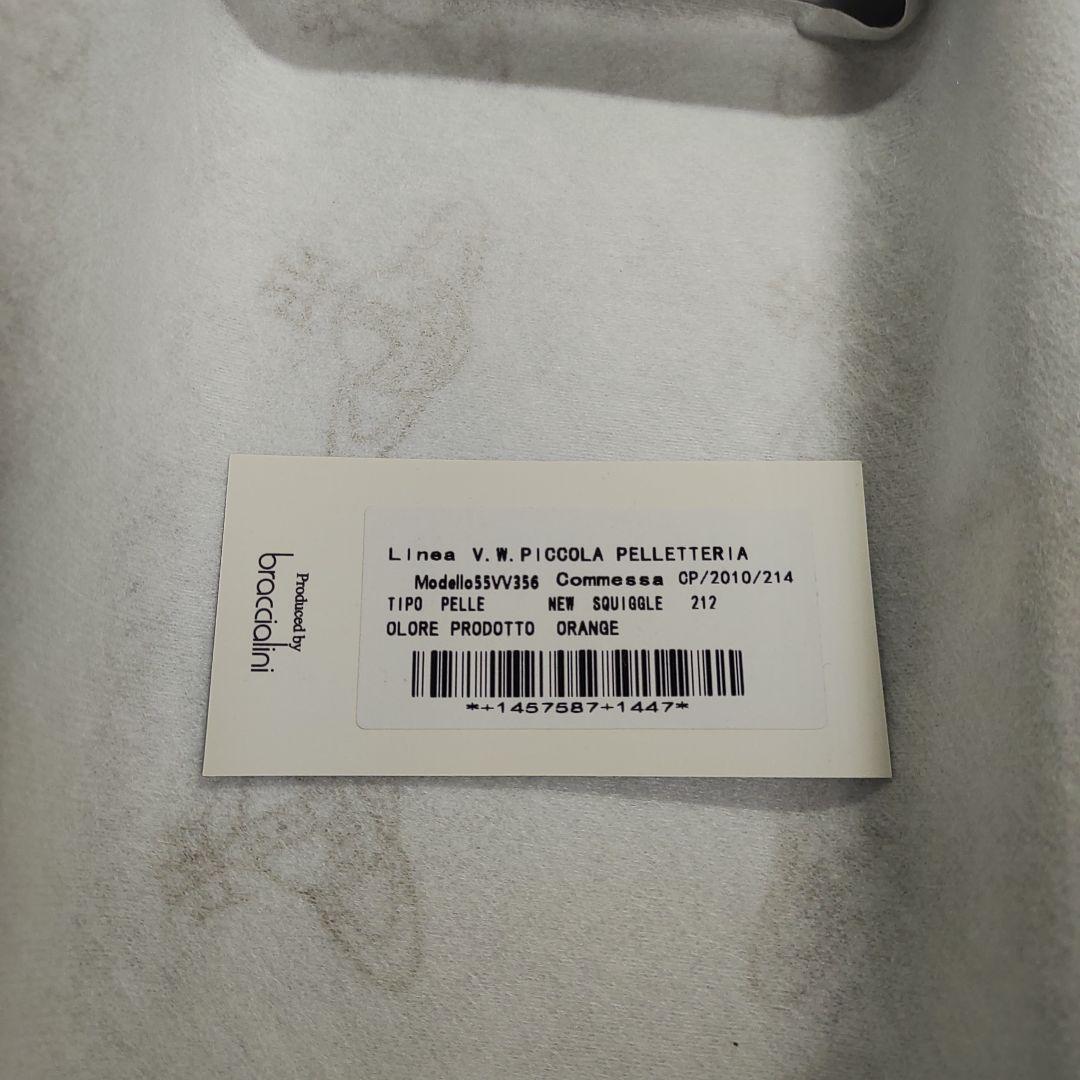 Produced by
braccialini
Linea V.W.PICCOLA PELLETTERIA
Modello55VV356 Commessa CP/2010/214
TIPO PELLE NEW SQUIGGLE 212
OLORE PRODOTTO ORANGE
*+1457587+1447*